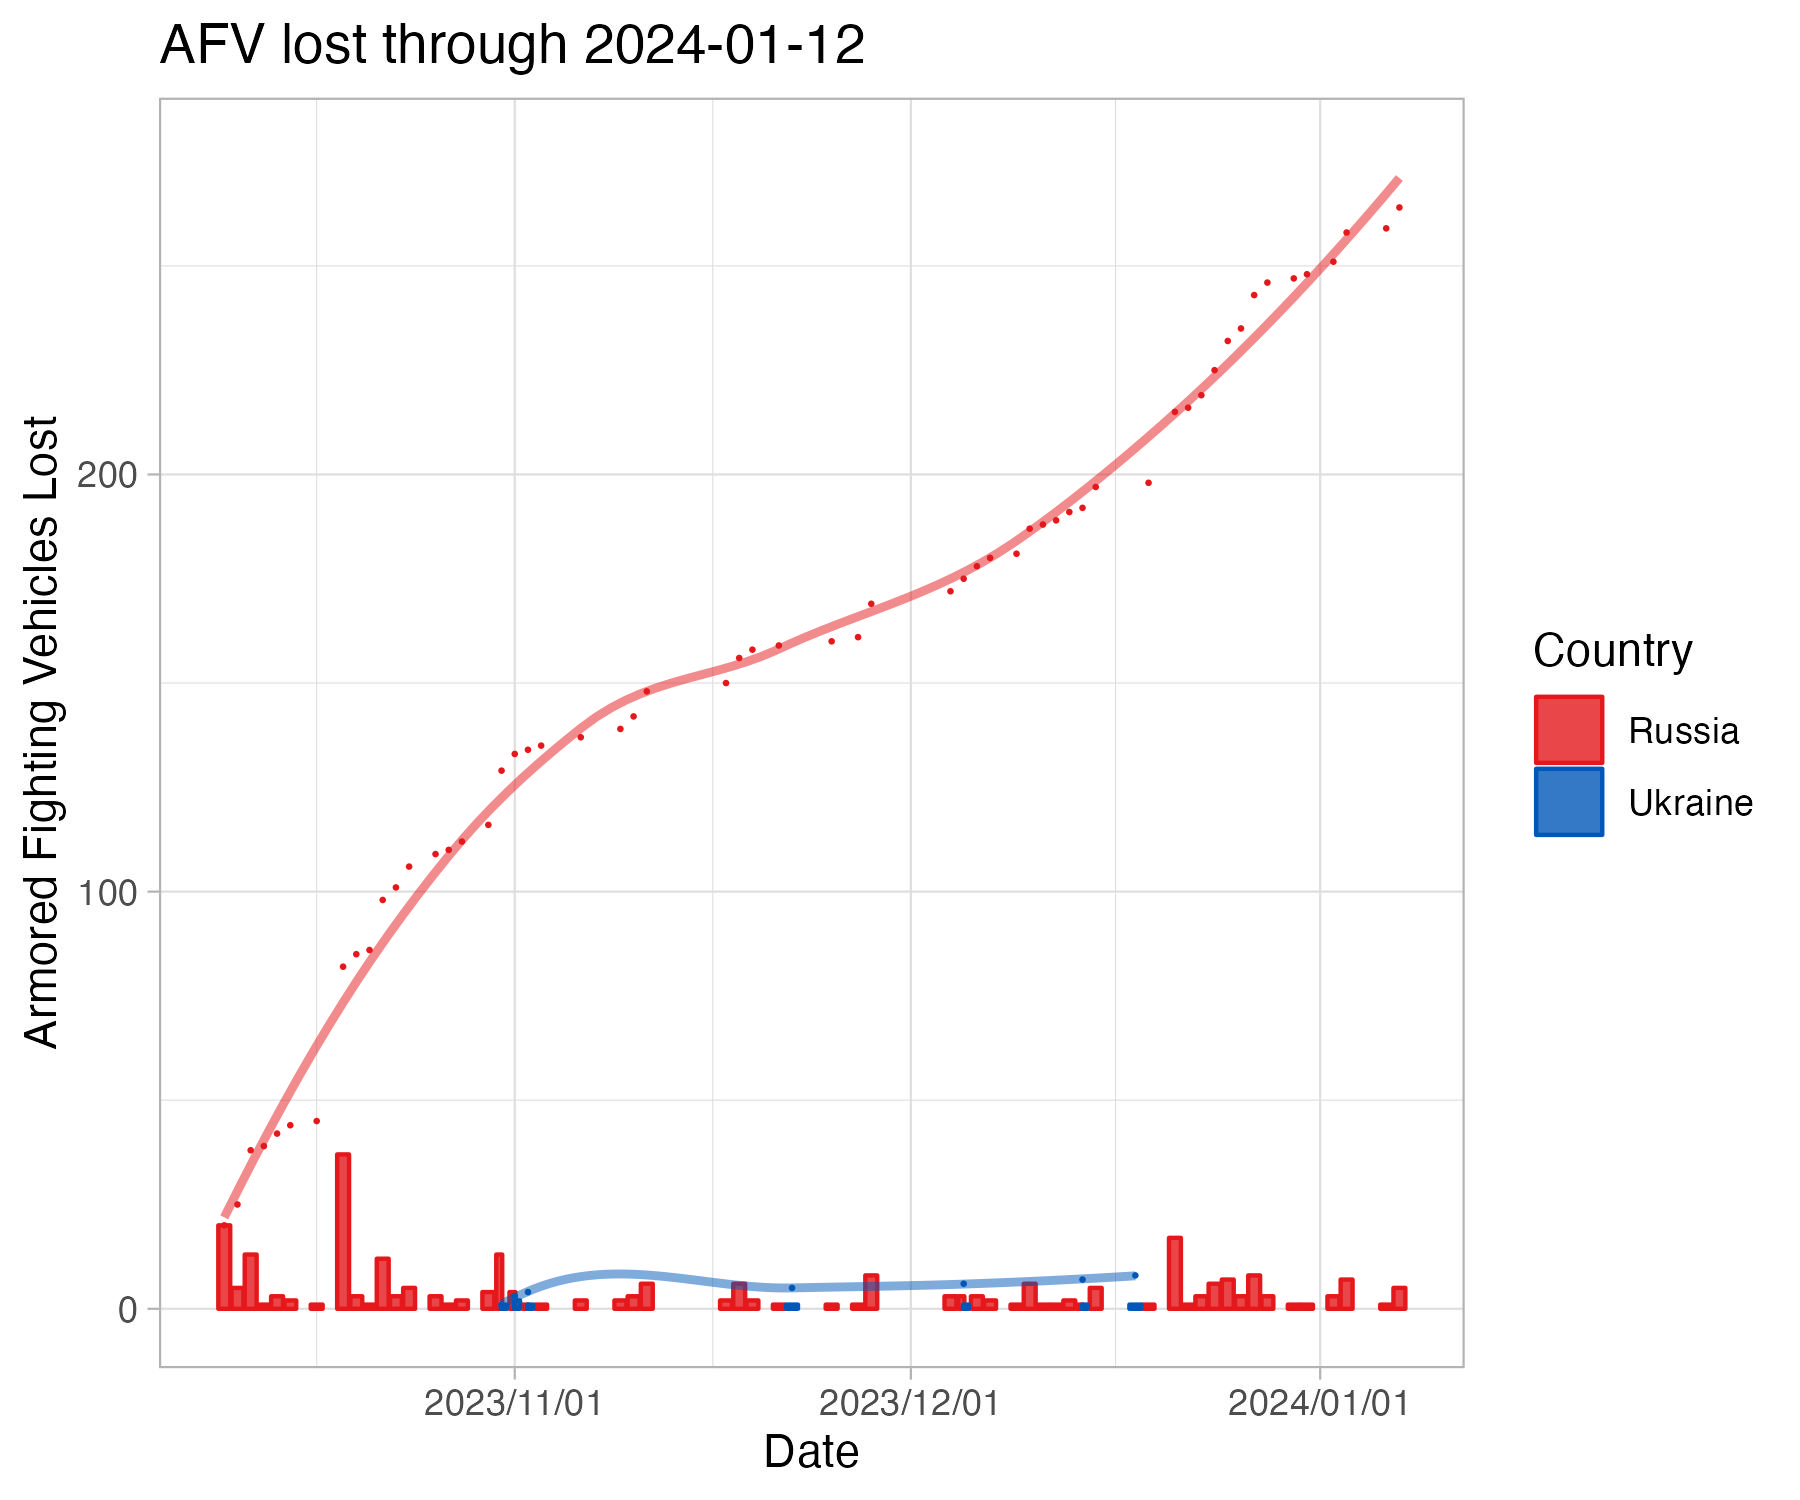 AFV lost through 2024-01-12
Armored Fighting Vehicles Lost
200
100
0
2023/11/01
2023/12/01
2024/01/01
Date
Country
Russia
Ukraine